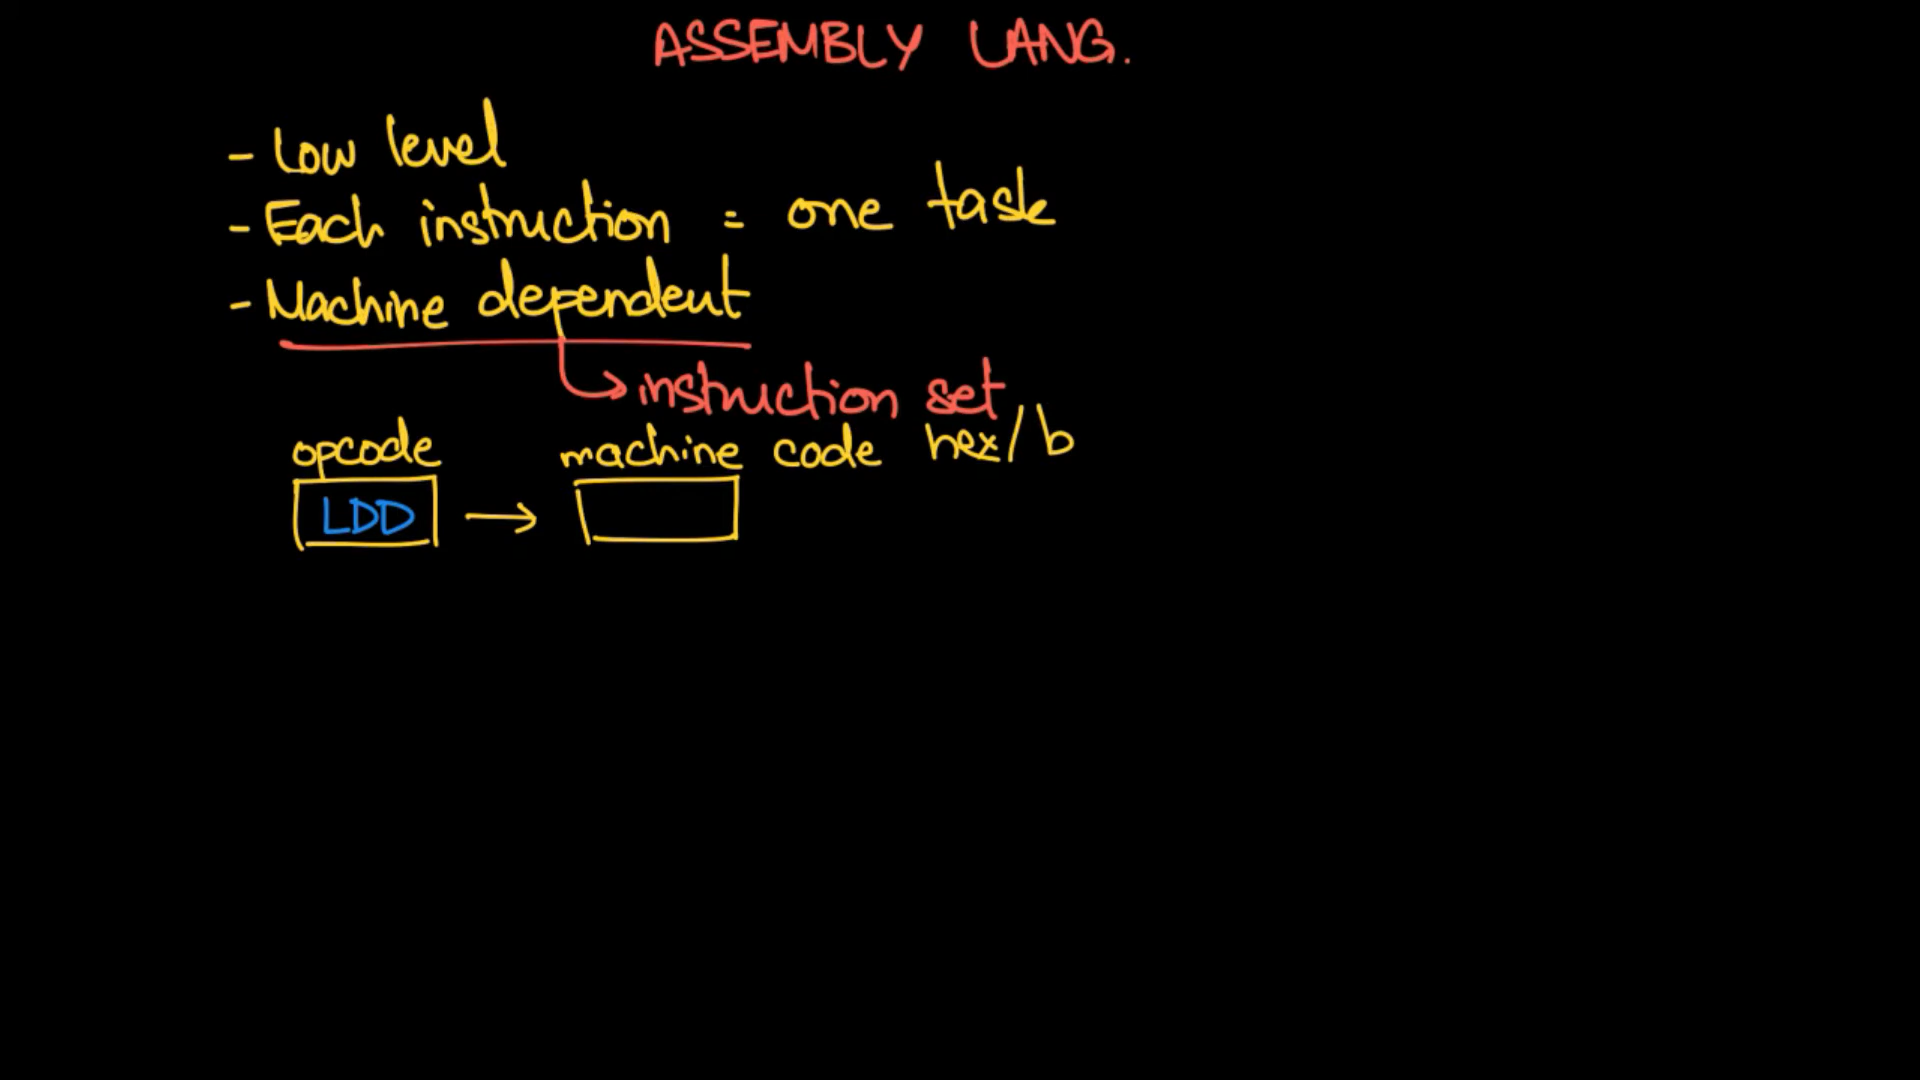 ASSEMBLY LANG.
- Low level
- Each instruction = one task
- Machine dependent
instruction set
opcode machine code hex/b
LDD